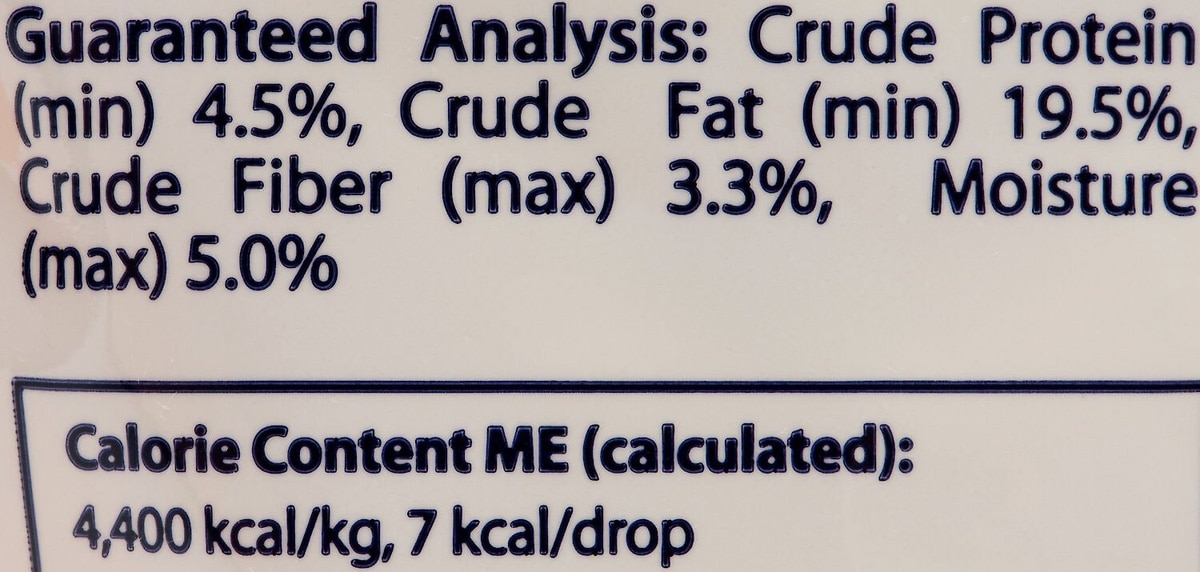 Guaranteed Analysis: Crude Protein
(min) 4.5%, Crude Fat (min) 19.5%,
Crude Fiber (max) 3.3%, Moisture
(max) 5.0%
Calorie Content ME (calculated):
4,400 kcal/kg, 7 kcal/drop